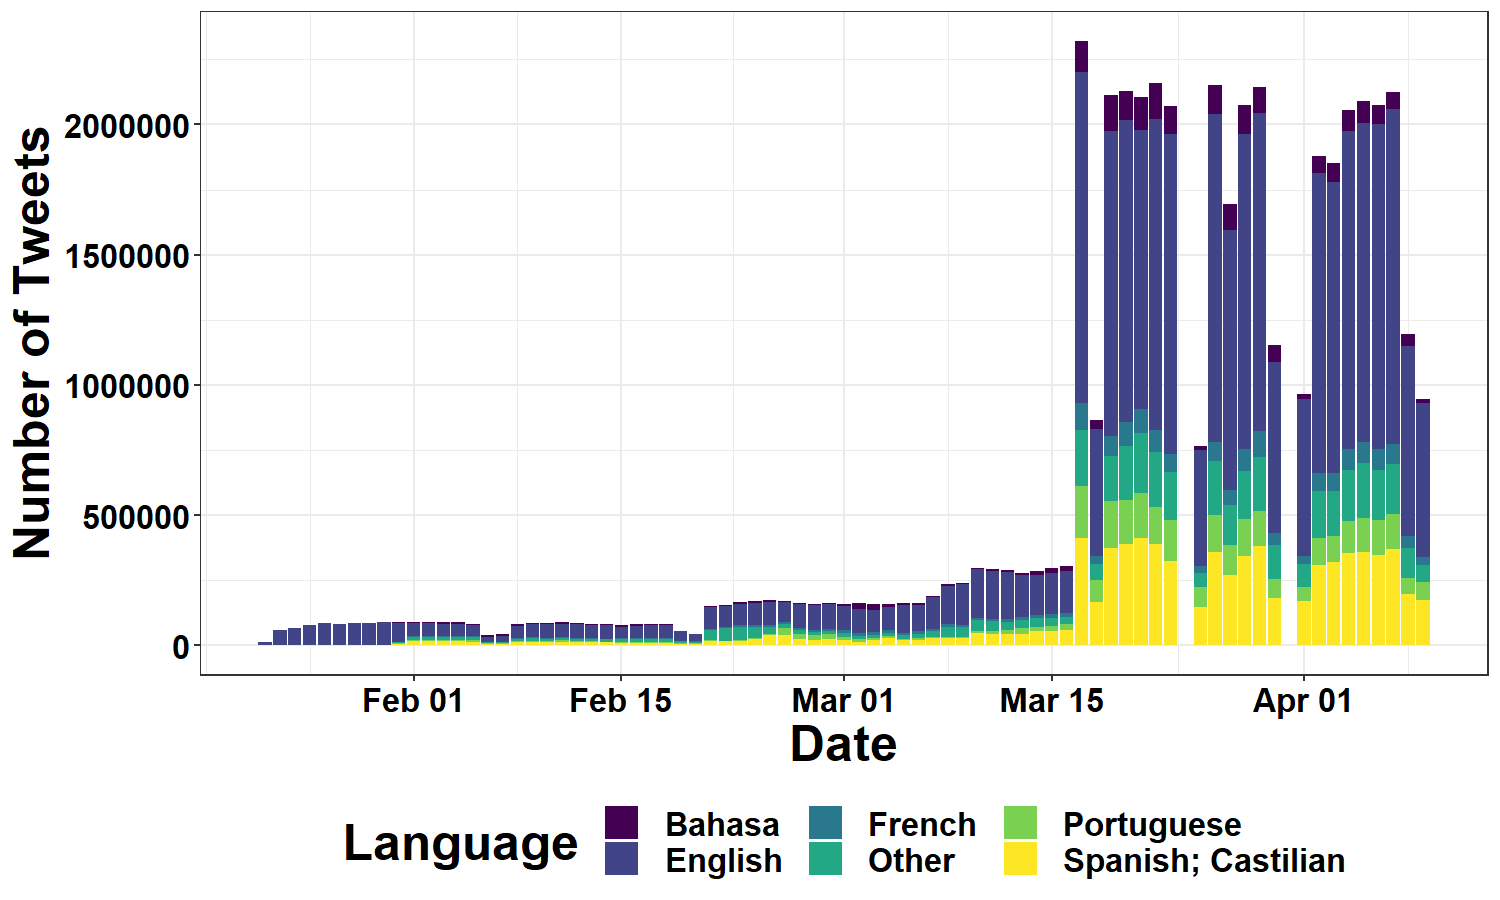 Number of Tweets
2000000
1500000
1000000
500000
0
Feb 01 Feb 15 Mar 01 Mar 15 Apr 01
Date
Language
Bahasa French Portuguese
English Other Spanish; Castilian